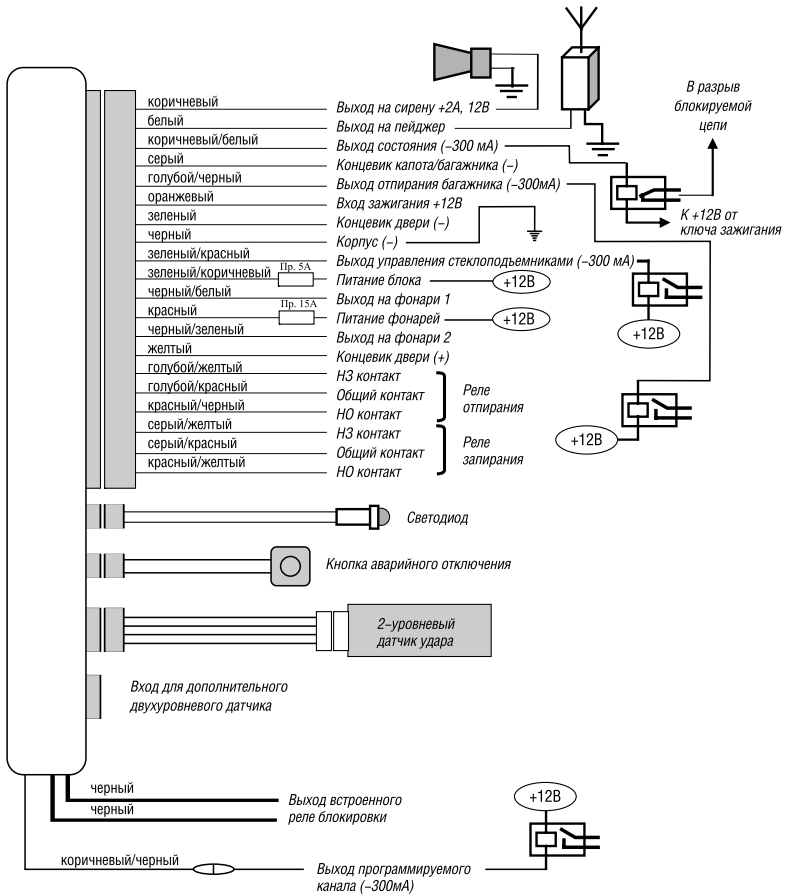 коричневый
Выход на сирену +2А, 12В
белый
Выход на пейджер
коричневый/белый
Выход состояния (–300 мА)
серый
Концевик капота/багажника (–)
голубой/черный
Выход отпирания багажника (–300мА)
оранжевый
Вход зажигания +12В
зеленый
Концевик двери (–)
черный
Корпус (–)
зеленый/красный
Выход управления стеклоподъемниками (–300 мА)
зеленый/коричневый
Пр. 5А
Питание блока
+12В
черный/белый
Выход на фонари 1
красный
Пр. 15А
Питание фонарей
+12В
черный/зеленый
Выход на фонари 2
желтый
Концевик двери (+)
голубой/желтый
НЗ контакт
голубой/красный
Общий контакт
красный/черный
НО контакт
Реле
отпирания
серый/желтый
НЗ контакт
серый/красный
Общий контакт
красный/желтый
НО контакт
Реле
запирания
В разрыв
блокируемой
цепи
К +12В от
ключа зажигания
+12В
+12В
Светодиод
Кнопка аварийного отключения
2–уровневый
датчик удара
Вход для дополнительного
двухуровневого датчика
черный
черный
Выход встроенного
реле блокировки
+12В
коричневый/черный
Выход программируемого
канала (–300мА)